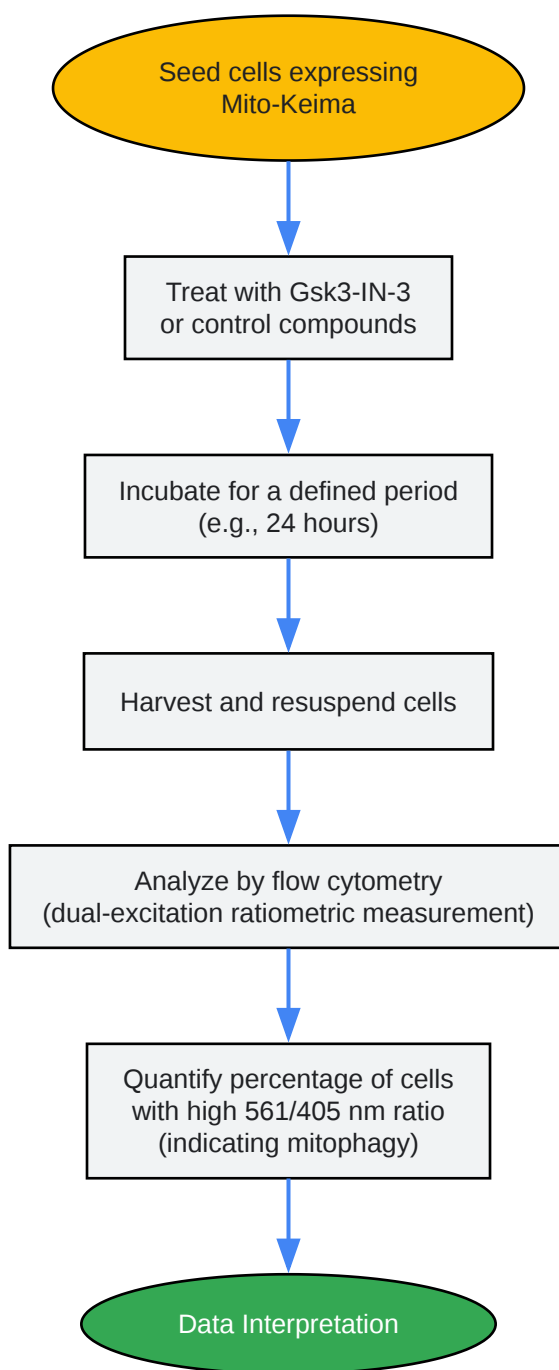 Seed cells expressing
Mito-Keima
Treat with Gsk3-IN-3
or control compounds
Incubate for a defined period
(e.g., 24 hours)
Harvest and resuspend cells
Analyze by flow cytometry
(dual-excitation ratiometric measurement)
Quantify percentage of cells
with high 561/405 nm ratio
(indicating mitophagy)
Data Interpretation